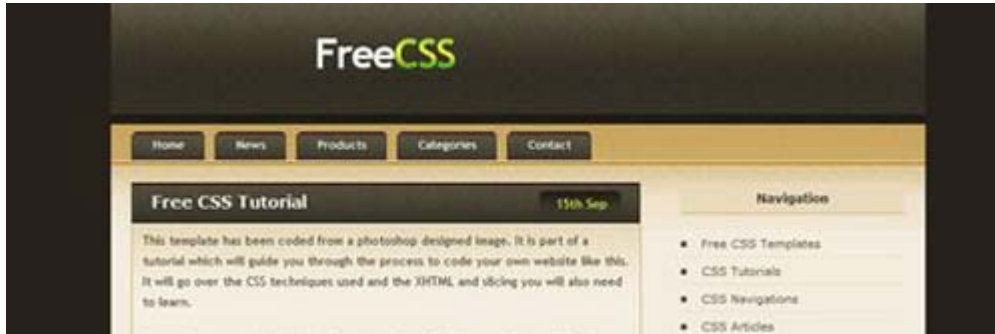 FreeCSS
Home News Products Categories Contact
Free CSS Tutorial
15th Sep
This template has been coded from a photoshop designed image. It is part of a
tutorial which will guide you through the process to code your own website like this.
It will go over the CSS techniques used and the XHTML and slicing you will also need
to learn.
Navigation
Free CSS Templates
CSS Tutorials
CSS Navigations
CSS Articles